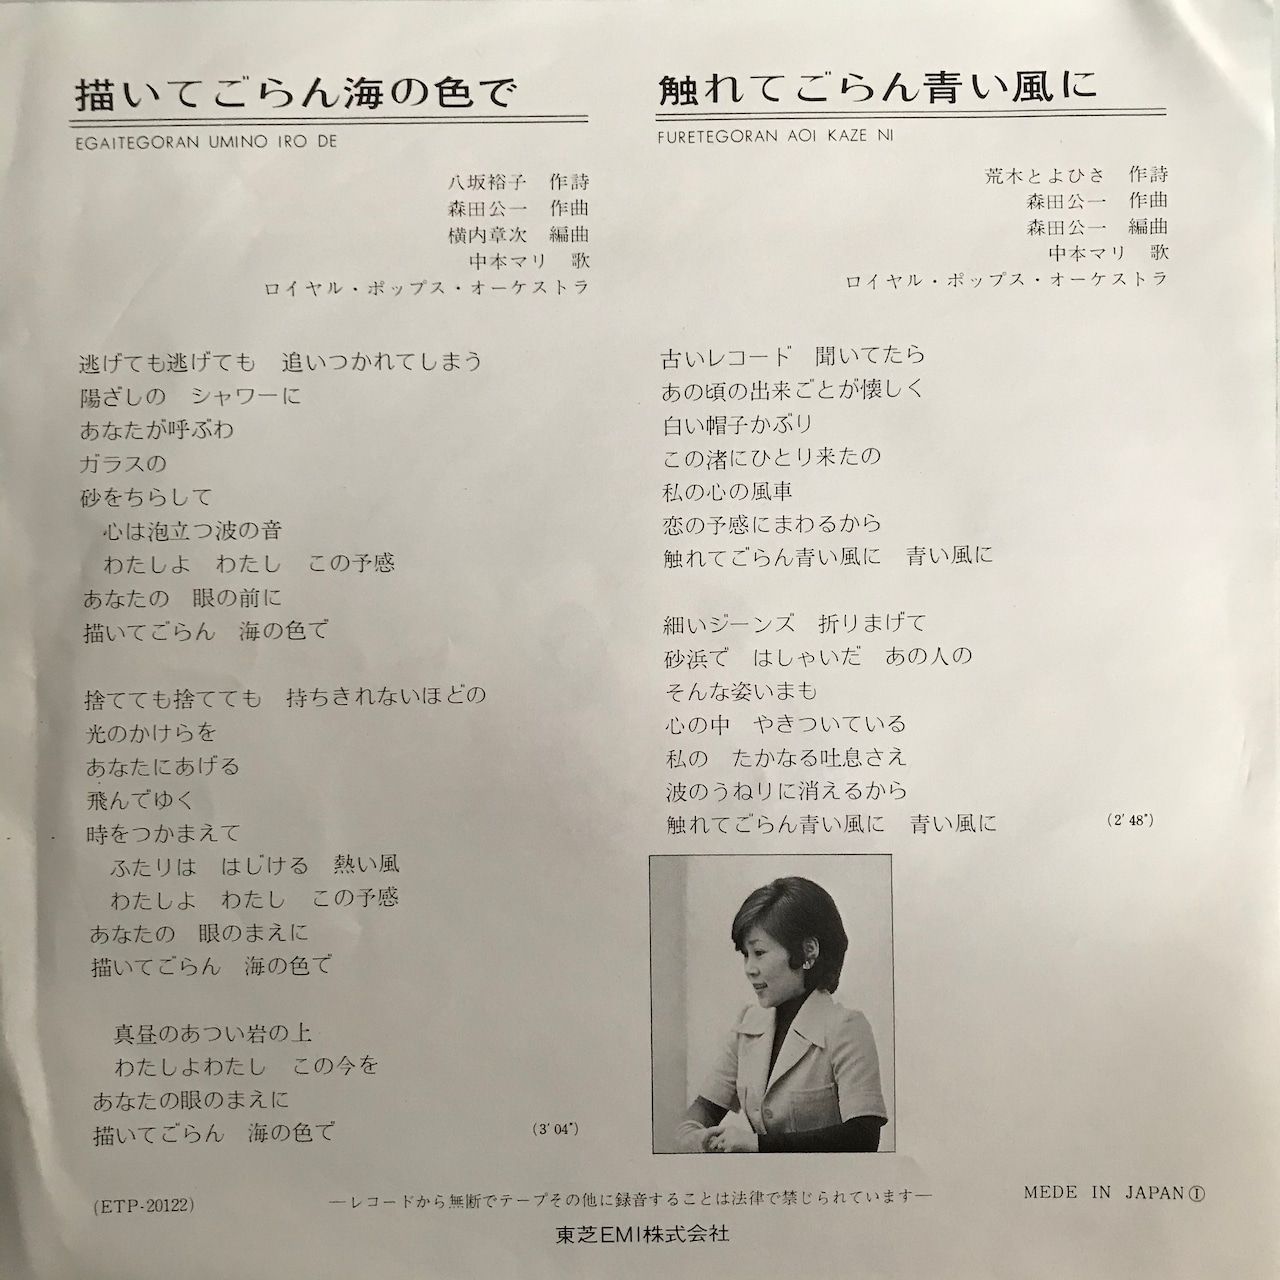 描いてごらん海の色で
EGAITEGORAN UMINO IRO DE
八坂裕子　作詩
森田公一　作曲
横内章次　編曲
中本マリ　歌
ロイヤル・ポップス・オーケストラ
逃げても逃げても　追いつかれてしまう
陽ざしの　シャワーに
あなたが呼ぶわ
ガラスの
砂をちらして
心は泡立つ波の音
わたしよ　わたし　この予感
あなたの　眼の前に
描いてごらん　海の色で
捨てても捨てても　持ちきれないほどの
光のかけらを
あなたにあげる
飛んでゆく
時をつかまえて
ふたりは　はじける　熱い風
わたしよ　わたし　この予感
あなたの　眼のまえに
描いてごらん　海の色で
真昼のあつい岩の上
わたしよわたし　この今を
あなたの眼のまえに
描いてごらん　海の色で
(3′04″)
触れてごらん青い風に
FURETEGORAN AOI KAZE NI
荒木とよひさ　作詩
森田公一　作曲
森田公一　編曲
中本マリ　歌
ロイヤル・ポップス・オーケストラ
古いレコード　聞いてたら
あの頃の出来ごとが懐しく
白い帽子かぶり
この渚にひとり来たの
私の心の風車
恋の予感にまわるから
触れてごらん青い風に　青い風に
細いジーンズ　折りまげて
砂浜で　はしゃいだ　あの人の
そんな姿いまも
心の中　やきついている
私の　たかなる吐息さえ
波のうねりに消えるから
触れてごらん青い風に　青い風に
(2′48″)
(ETP-20122)
—レコードから無断でテープその他に録音することは法律で禁じられています—
MEDE IN JAPAN Ⓘ
東芝EMI株式会社